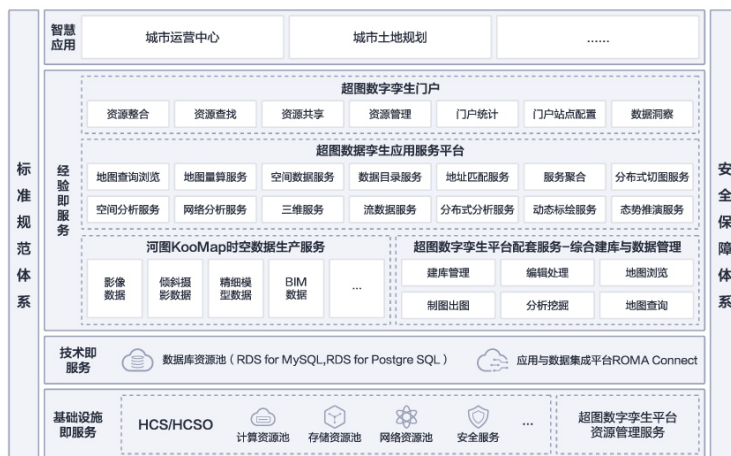 标准规范体系
智慧应用
城市运营中心
城市土地规划
......
经验即服务
超图数字孪生门户
资源整合
资源查找
资源共享
资源管理
门户统计
门户站点配置
数据洞察
超图数据孪生应用服务平台
地图查询浏览
地图量算服务
空间数据服务
数据目录服务
地址匹配服务
服务聚合
分布式切图服务
空间分析服务
网络分析服务
三维服务
流数据服务
分布式分析服务
动态标绘服务
态势推演服务
河图KooMap时空数据生产服务
影像
数据
倾斜摄
影数据
精细模
型数据
BIM
数据
...
超图数字孪生平台配套服务-综合建库与数据管理
建库管理
编辑处理
地图浏览
制图出图
分析挖掘
地图查询
技术即
服务
数据库资源池（RDS for MySQL,RDS for Postgre SQL）
应用与数据集成平台ROMA Connect
基础设施
即服务
HCS/HCSO
计算资源池
存储资源池
网络资源池
安全服务
...
超图数字孪生平台
资源管理服务
安全保障体系